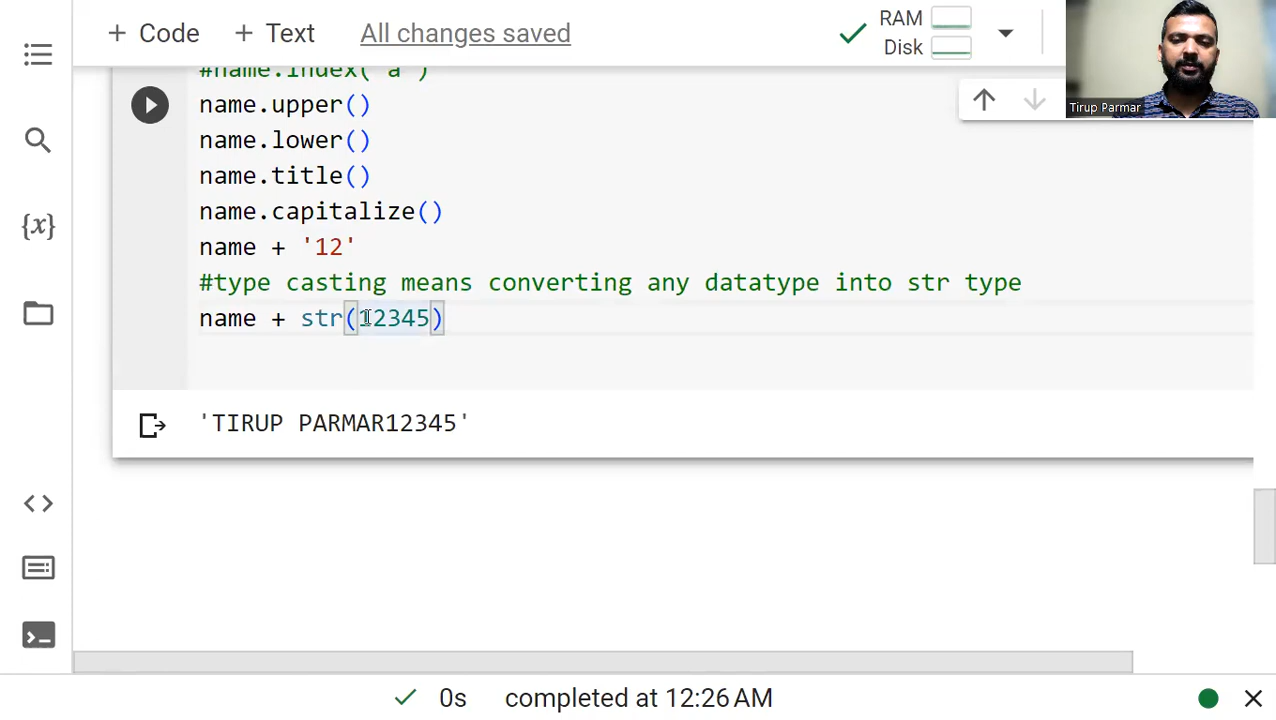 + Code + Text All changes saved
RAM
Disk
Tirup Parmar
#name.index('a')
name.upper()
name.lower()
name.title()
name.capitalize()
name + '12'
#type casting means converting any datatype into str type
name + str(12345)
'TIRUP PARMAR12345'
{x}
0s completed at 12:26 AM